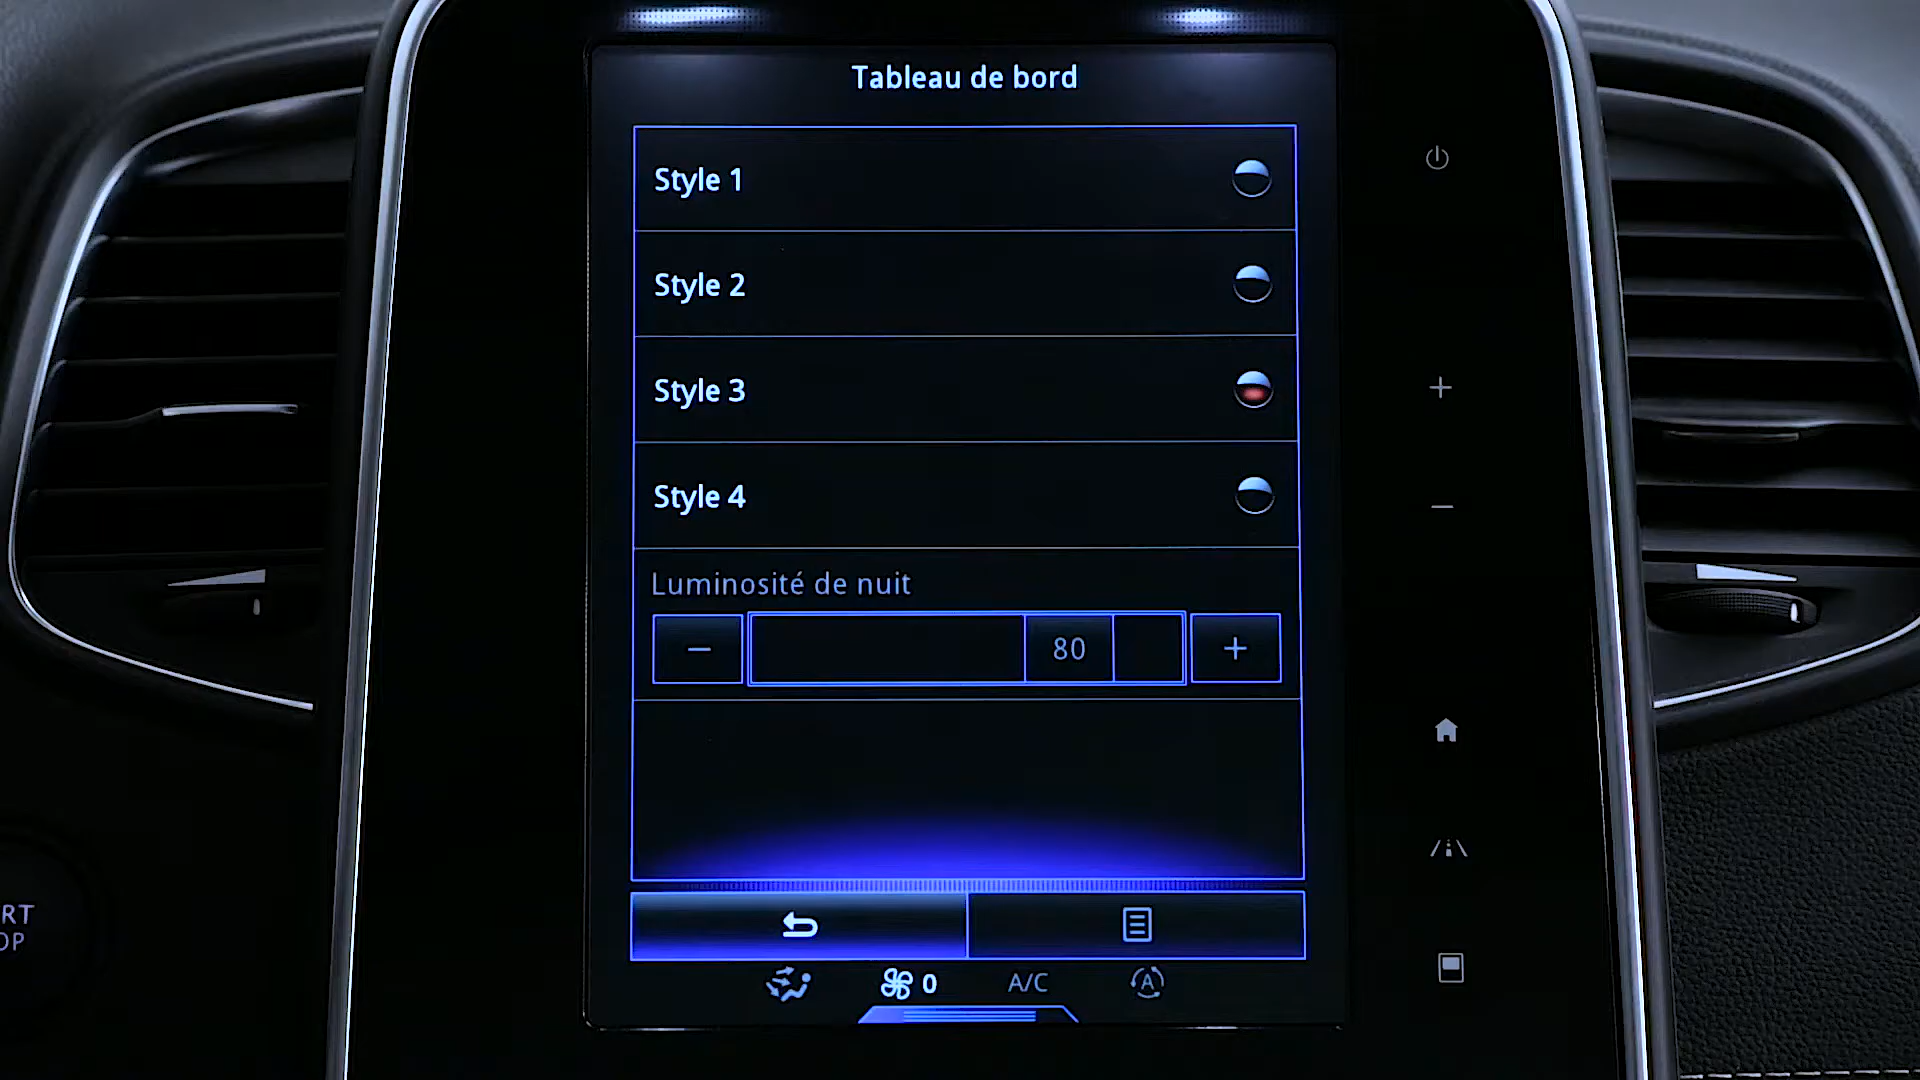 Tableau de bord
Style 1
Style 2
Style 3
Style 4
Luminosité de nuit
− 80 +
0 A/C A
RT
OP